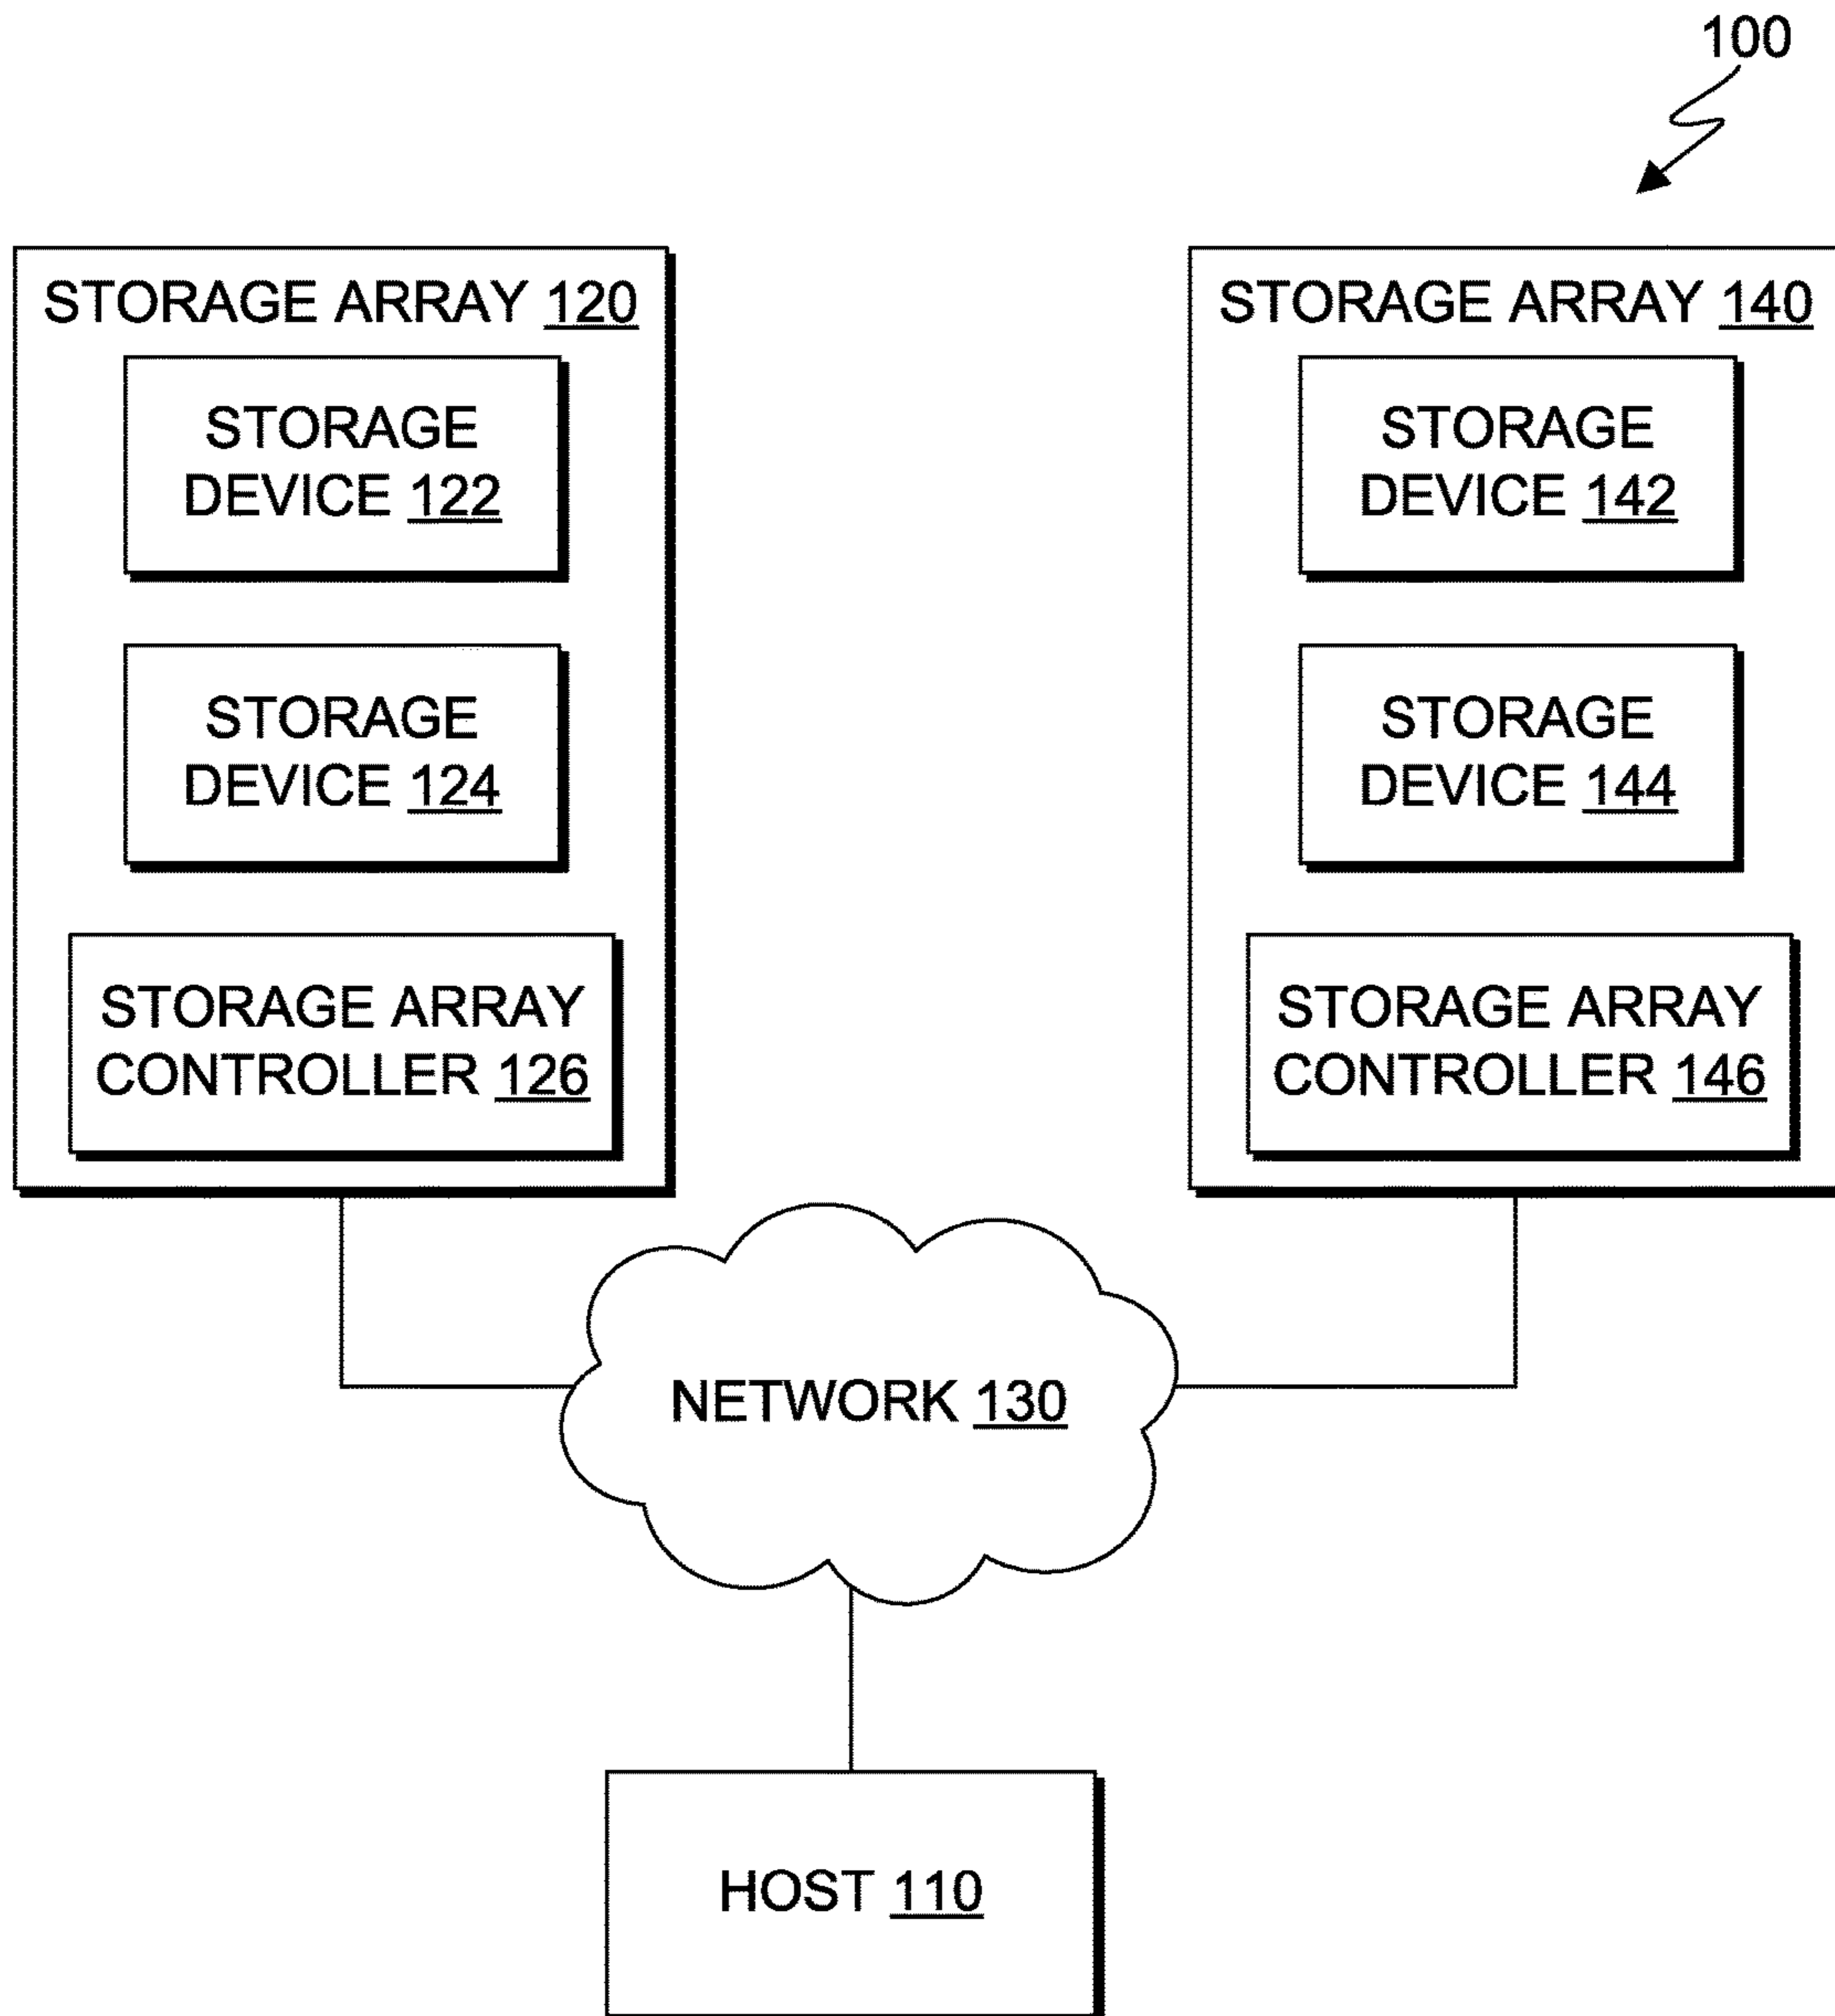 100
STORAGE ARRAY 120
STORAGE
DEVICE 122
STORAGE
DEVICE 124
STORAGE ARRAY
CONTROLLER 126
STORAGE ARRAY 140
STORAGE
DEVICE 142
STORAGE
DEVICE 144
STORAGE ARRAY
CONTROLLER 146
NETWORK 130
HOST 110